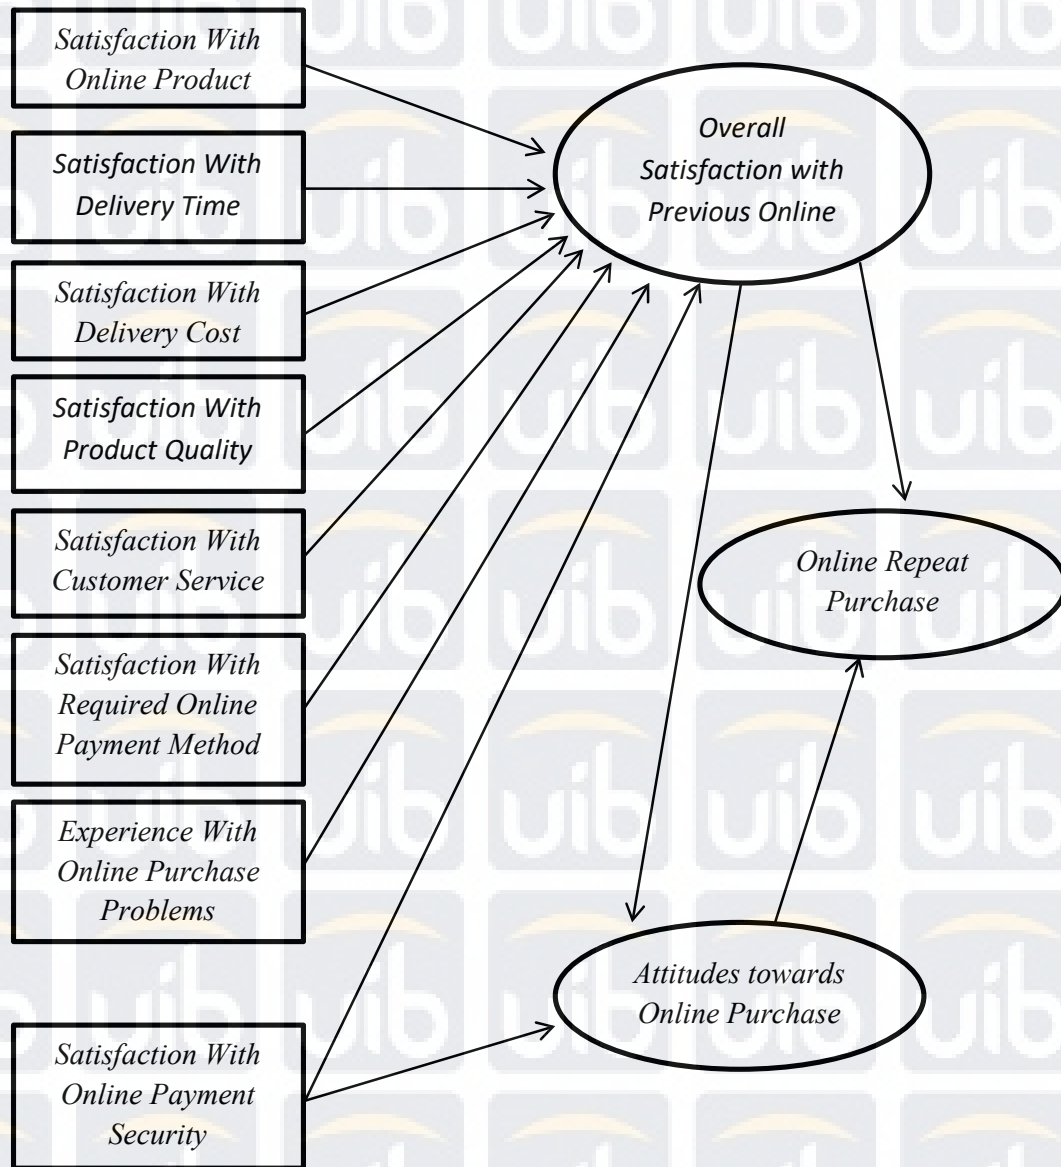 Satisfaction With
Online Product
Satisfaction With
Delivery Time
Satisfaction With
Delivery Cost
Satisfaction With
Product Quality
Satisfaction With
Customer Service
Satisfaction With
Required Online
Payment Method
Experience With
Online Purchase
Problems
Satisfaction With
Online Payment
Security
Overall
Satisfaction with
Previous Online
Online Repeat
Purchase
Attitudes towards
Online Purchase
uib